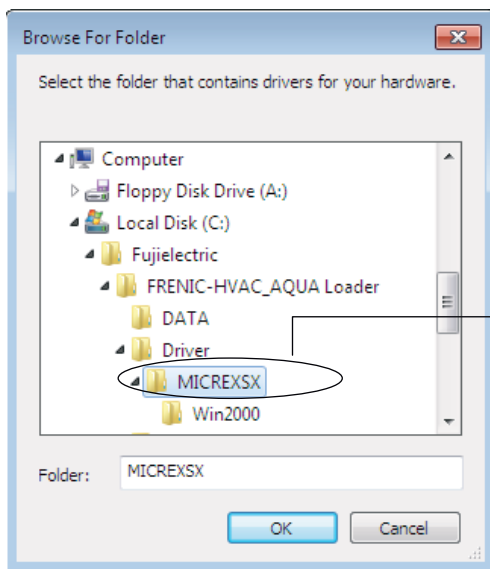 Browse For Folder
Select the folder that contains drivers for your hardware.
Computer
Floppy Disk Drive (A:)
Local Disk (C:)
Fujielectric
FRENIC-HVAC_AQUA Loader
DATA
Driver
MICREXSX
Win2000
Folder: MICREXSX
OK Cancel